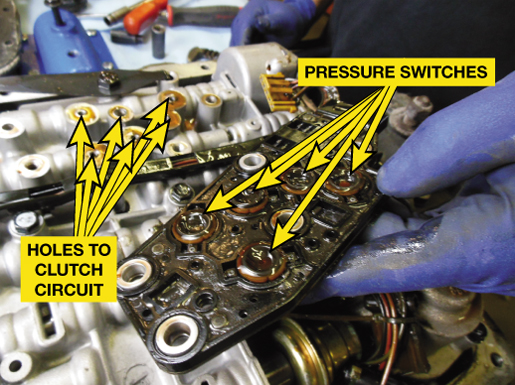 PRESSURE SWITCHES
HOLES TO
CLUTCH
CIRCUIT